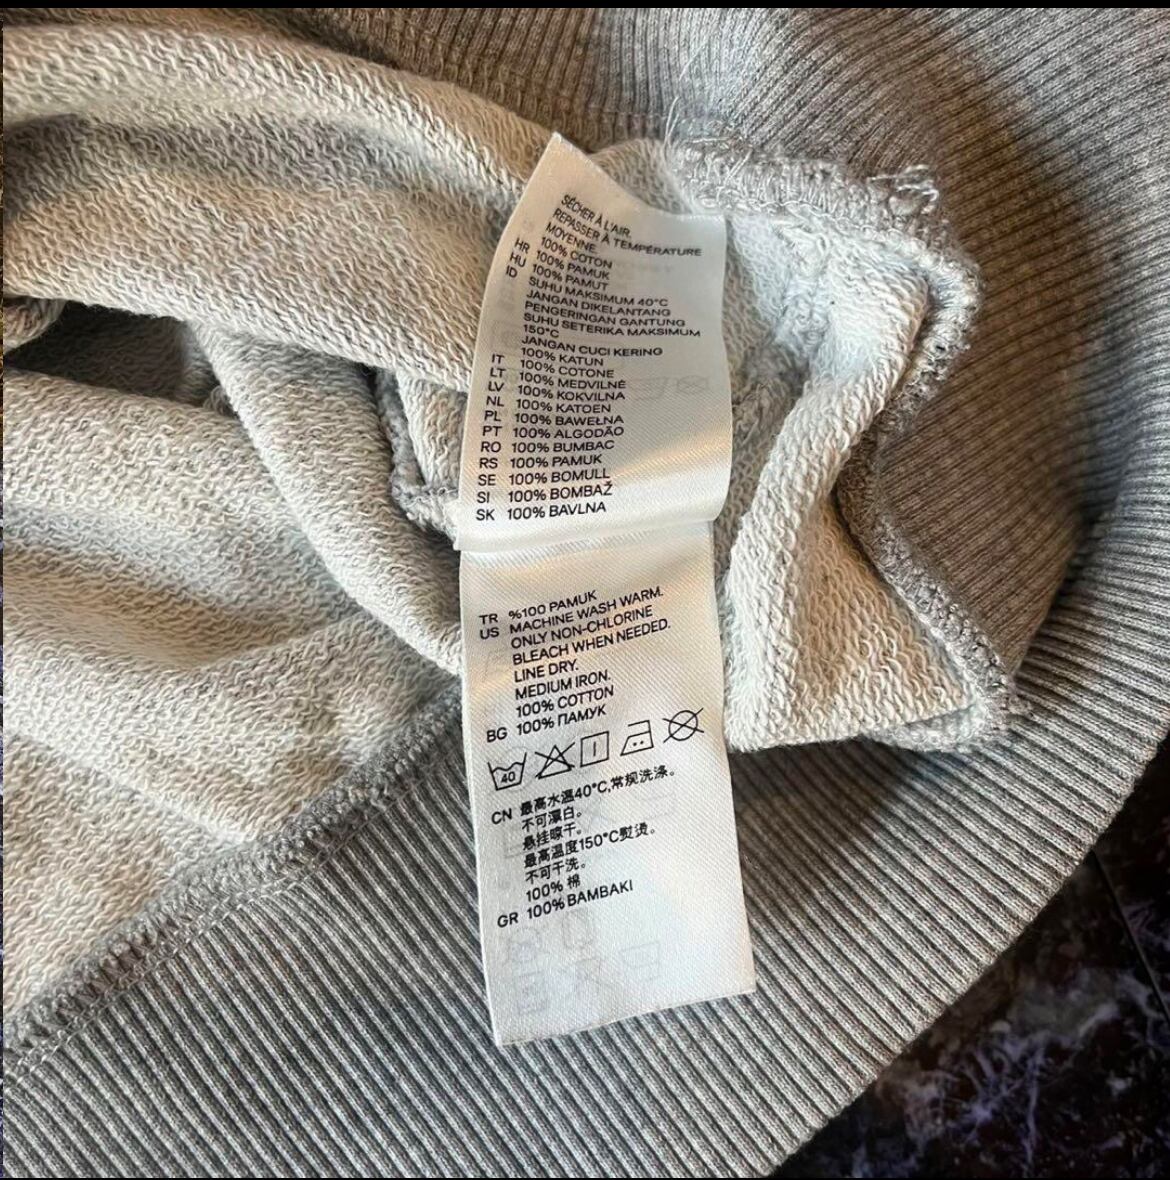 SÉCHER À L'AIR.
REPASSER À TEMPÉRATURE
MOYENNE
100% COTON
HR 100% PAMUK
HU 100% PAMUT
ID SUHU MAKSIMUM 40°C
JANGAN DIKELANTANG
PENGERINGAN GANTUNG
SUHU SETERIKA MAKSIMUM
150°C
JANGAN CUCI KERING
100% KATUN
IT 100% COTONE
LT 100% MEDVILNĖ
LV 100% KOKVILNA
NL 100% KATOEN
PL 100% BAWEŁNA
PT 100% ALGODÃO
RO 100% BUMBAC
RS 100% PAMUK
SE 100% BOMULL
SI 100% BOMBAŽ
SK 100% BAVLNA
TR %100 PAMUK
US MACHINE WASH WARM.
ONLY NON-CHLORINE
BLEACH WHEN NEEDED.
LINE DRY.
MEDIUM IRON.
100% COTTON
BG 100% ПАМУК
40
CN 最高水温40°C,常规洗涤。
不可漂白。
悬挂晾干。
最高温度150°C熨烫。
不可干洗。
100% 棉
GR 100% BAMBAKI